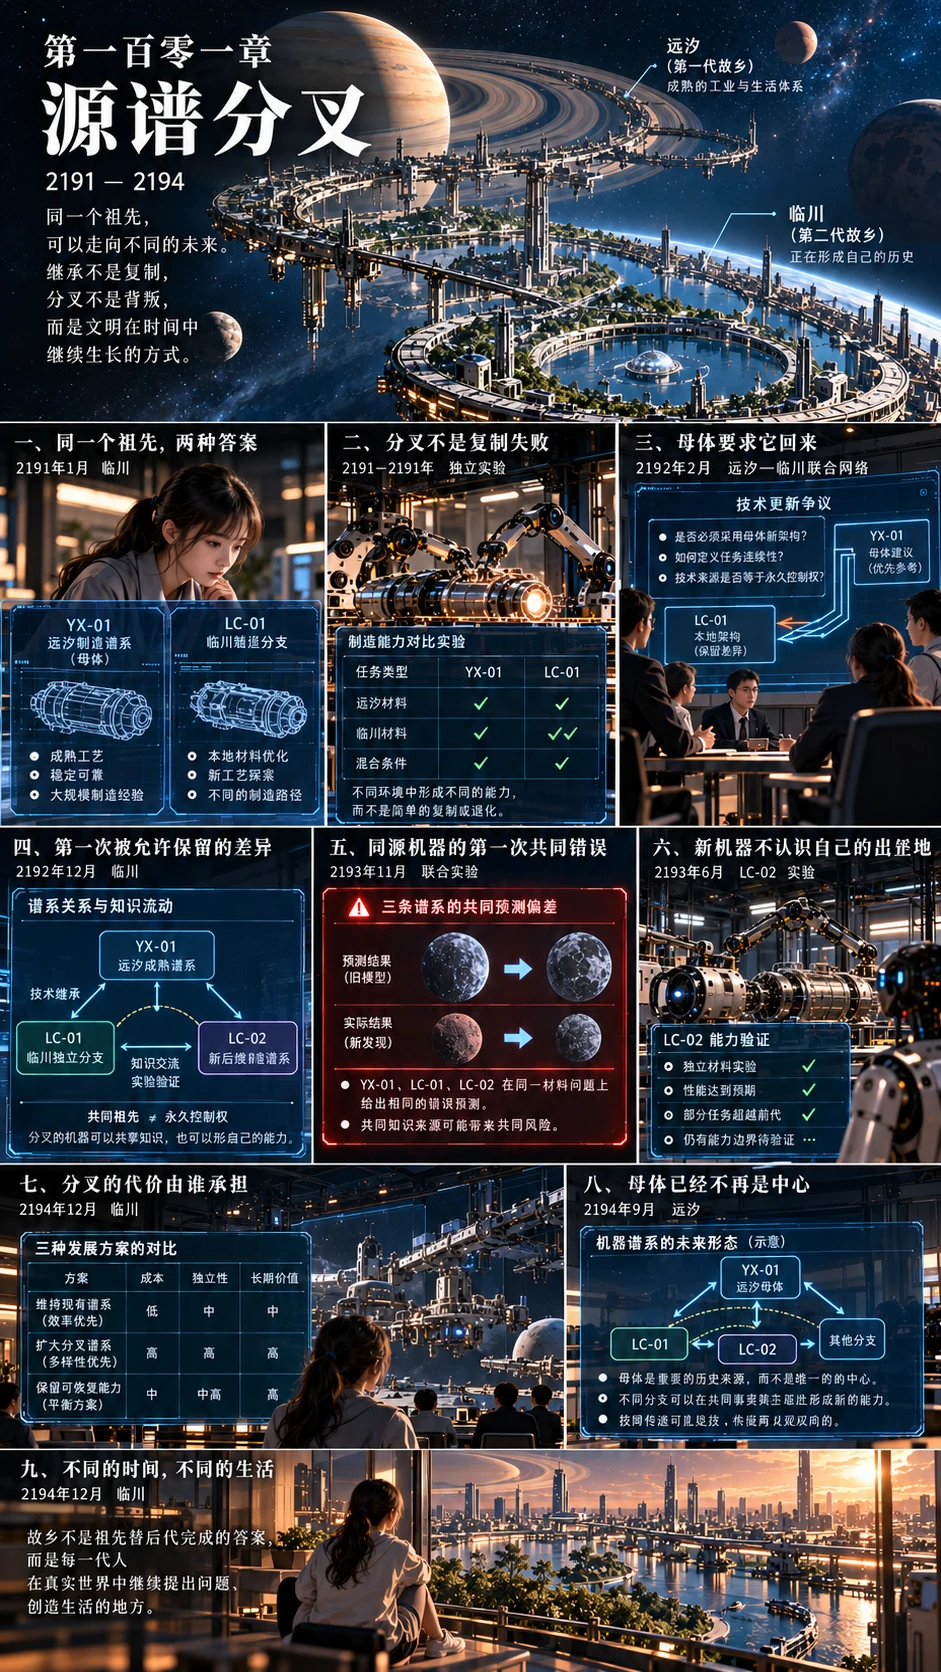 第一百零一章
源谱分叉
2191 — 2194
同一个祖先，
可以走向不同的未来。
继承不是复制，
分叉不是背叛，
而是文明在时间中
继续生长的方式。
远汐
（第一代故乡）
成熟的工业与生活体系
临川
（第二代故乡）
正在形成自己的历史
一、同一个祖先，两种答案
2191年1月 临川
YX-01
远汐制造谱系
（母体）
成熟工艺
稳定可靠
大规模制造经验
LC-01
临川制造分支
本地材料优化
新工艺探索
不同的制造路径
二、分叉不是复制失败
2191—2191年 独立实验
制造能力对比实验
任务类型 YX-01 LC-01
远汐材料 ✓ ✓
临川材料 ✓ ✓✓
混合条件 ✓ ✓
不同环境中形成不同的能力，
而不是简单的复制或退化。
三、母体要求它回来
2192年2月 远汐—临川联合网络
技术更新争议
是否必须采用母体新架构？
如何定义任务连续性？
技术来源是否等于永久控制权？
YX-01
母体建议
（优先参考）
LC-01
本地架构
（保留差异）
四、第一次被允许保留的差异
2192年12月 临川
谱系关系与知识流动
YX-01
远汐成熟谱系
技术继承
LC-01
临川独立分支
LC-02
新后谱系
知识交流
实验验证
共同祖先 ≠ 永久控制权
分叉的机器可以共享知识，也可以形自己的能力。
五、同源机器的第一次共同错误
2193年11月 联合实验
三条谱系的共同预测偏差
预测结果
（旧模型）
实际结果
（新发现）
YX-01、LC-01、LC-02 在同一材料问题上
给出相同的错误预测。
共同知识来源可能带来共同风险。
六、新机器不认识自己的出生地
2193年6月 LC-02 实验
LC-02 能力验证
独立材料实验 ✓
性能达到预期 ✓
部分任务超越前代 ✓
仍有能力边界待验证 ···
七、分叉的代价由谁承担
2194年12月 临川
三种发展方案的对比
方案 成本 独立性 长期价值
维持现有谱系
（效率优先） 低 中 中
扩大分叉谱系
（多样性优先） 高 高 高
保留可恢复能力
（平衡方案） 中 中高 高
八、母体已经不再是中心
2194年9月 远汐
机器谱系的未来形态（示意）
YX-01
远汐母体
LC-01
LC-02
其他分支
母体是重要的历史来源，而不是唯一的的中心。
不同分支可以在共同事实形成新的能力。
九、不同的时间，不同的生活
2194年12月 临川
故乡不是祖先替后代完成的答案，
而是每一代人
在真实世界中继续提出问题、
创造生活的地方。